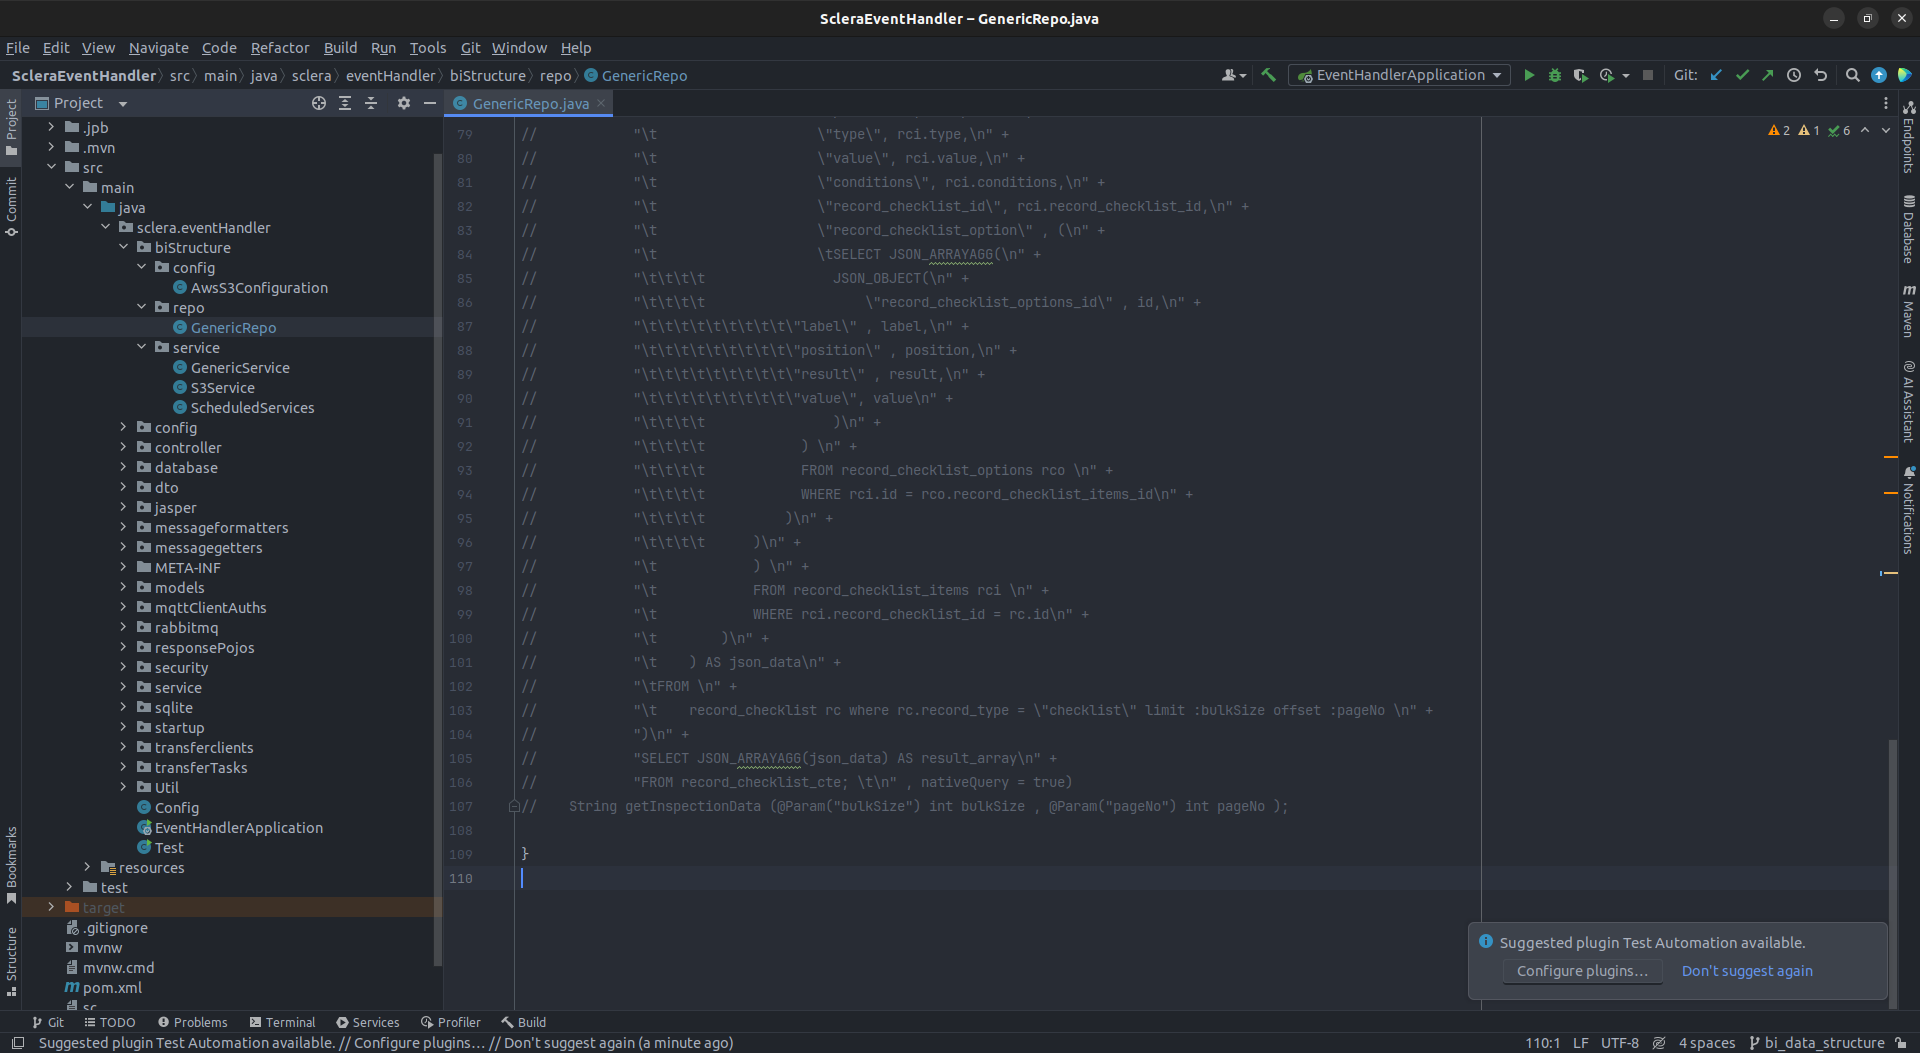 ScleraEventHandler – GenericRepo.java
File Edit View Navigate Code Refactor Build Run Tools Git Window Help
ScleraEventHandler src main java sclera eventHandler biStructure repo GenericRepo
EventHandlerApplication
Git:
Project
GenericRepo.java
2 1 6
Project
Commit
Bookmarks
Structure
.jpb
.mvn
src
main
java
sclera.eventHandler
biStructure
config
AwsS3Configuration
repo
GenericRepo
service
GenericService
S3Service
ScheduledServices
config
controller
database
dto
jasper
messageformatters
messagegetters
META-INF
models
mqttClientAuths
rabbitmq
responsePojos
security
service
sqlite
startup
transferclients
transferTasks
Util
Config
EventHandlerApplication
Test
resources
test
target
.gitignore
mvnw
mvnw.cmd
pom.xml
79 // "\t \"type\", rci.type,\n" +
80 // "\t \"value\", rci.value,\n" +
81 // "\t \"conditions\", rci.conditions,\n" +
82 // "\t \"record_checklist_id\", rci.record_checklist_id,\n" +
83 // "\t \"record_checklist_option\" , (\n" +
84 // "\t \tSELECT JSON_ARRAYAGG(\n" +
85 // "\t\t\t\t JSON_OBJECT(\n" +
86 // "\t\t\t\t \"record_checklist_options_id\" , id,\n" +
87 // "\t\t\t\t\t\t\t\t\t\"label\" , label,\n" +
88 // "\t\t\t\t\t\t\t\t\t\"position\" , position,\n" +
89 // "\t\t\t\t\t\t\t\t\t\"result\" , result,\n" +
90 // "\t\t\t\t\t\t\t\t\t\"value\", value\n" +
91 // "\t\t\t\t )\n" +
92 // "\t\t\t\t ) \n" +
93 // "\t\t\t\t FROM record_checklist_options rco \n" +
94 // "\t\t\t\t WHERE rci.id = rco.record_checklist_items_id\n" +
95 // "\t\t\t\t )\n" +
96 // "\t\t\t\t )\n" +
97 // "\t ) \n" +
98 // "\t FROM record_checklist_items rci \n" +
99 // "\t WHERE rci.record_checklist_id = rc.id\n" +
100 // "\t )\n" +
101 // "\t ) AS json_data\n" +
102 // "\tFROM \n" +
103 // "\t record_checklist rc where rc.record_type = \"checklist\" limit :bulkSize offset :pageNo \n" +
104 // ")\n" +
105 // "SELECT JSON_ARRAYAGG(json_data) AS result_array\n" +
106 // "FROM record_checklist_cte; \t\n" , nativeQuery = true)
107 // String getInspectionData (@Param("bulkSize") int bulkSize , @Param("pageNo") int pageNo );
108
109 }
110
Endpoints
Database
Maven
AI Assistant
Notifications
Suggested plugin Test Automation available.
Configure plugins... Don't suggest again
Git TODO Problems Terminal Services Profiler Build
Suggested plugin Test Automation available. // Configure plugins... // Don't suggest again (a minute ago)
110:1 LF UTF-8 4 spaces bi_data_structure